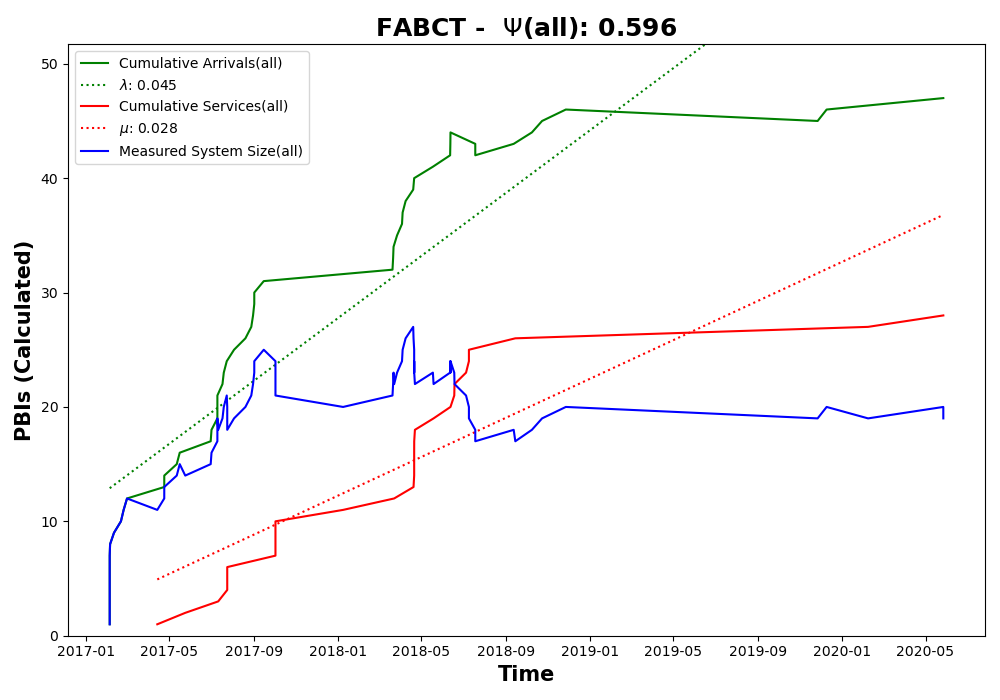 FABCT - Ψ(all): 0.596
Cumulative Arrivals(all)
λ: 0.045
Cumulative Services(all)
μ: 0.028
Measured System Size(all)
PBIs (Calculated)
50
40
30
20
10
0
2017-01 2017-05 2017-09 2018-01 2018-05 2018-09 2019-01 2019-05 2019-09 2020-01 2020-05
Time